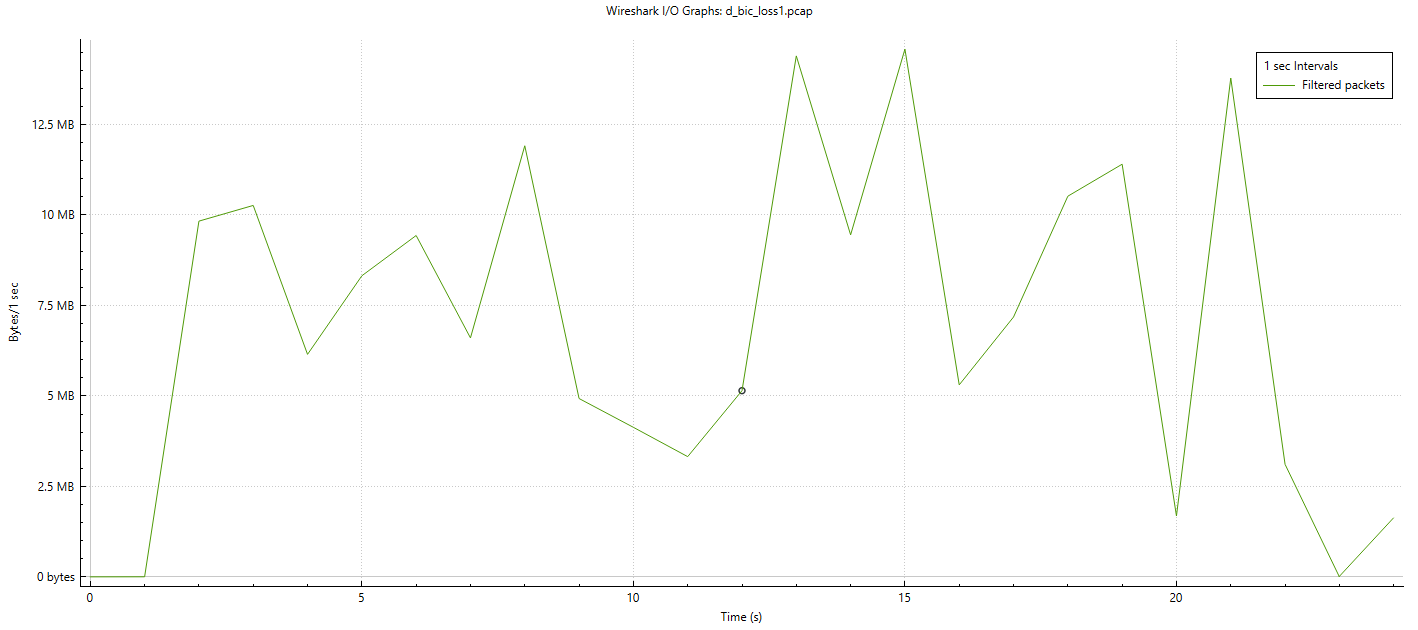 Wireshark I/O Graphs: d_bic_loss1.pcap
1 sec Intervals
Filtered packets
12.5 MB
10 MB
7.5 MB
5 MB
2.5 MB
0 bytes
Bytes/1 sec
0 5 10 15 20
Time (s)